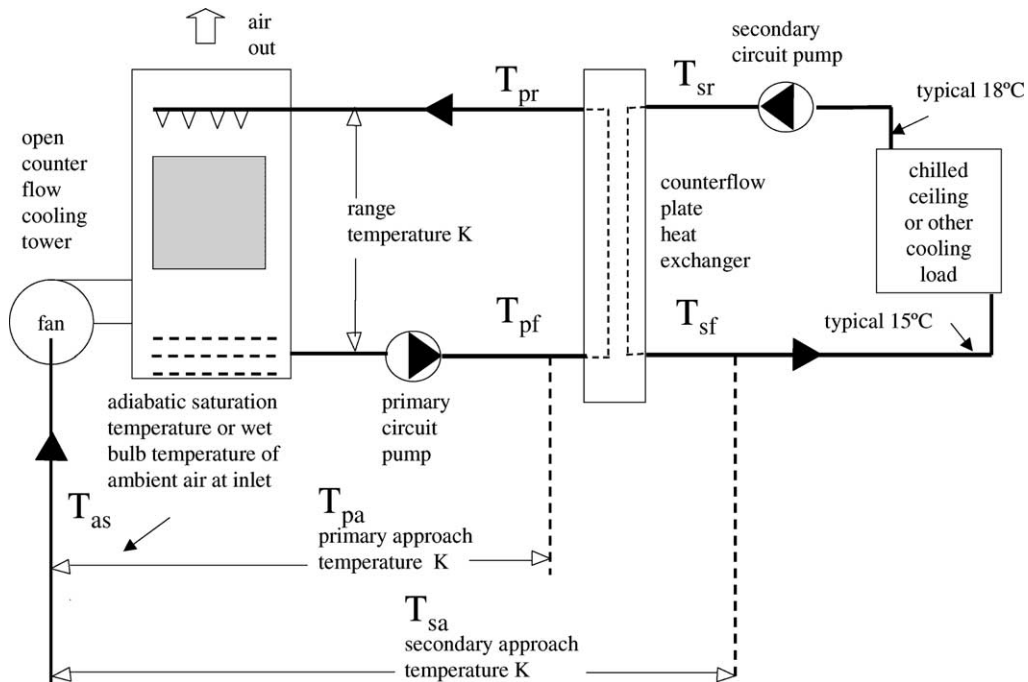 air
out
secondary
circuit pump
T_pr
T_sr
typical 18ºC
open
counter
flow
cooling
tower
range
temperature K
counterflow
plate
heat
exchanger
chilled
ceiling
or other
cooling
load
fan
T_pf
T_sf
typical 15ºC
adiabatic saturation
temperature or wet
bulb temperature of
ambient air at inlet
primary
circuit
pump
T_as
T_pa
primary approach
temperature K
T_sa
secondary approach
temperature K